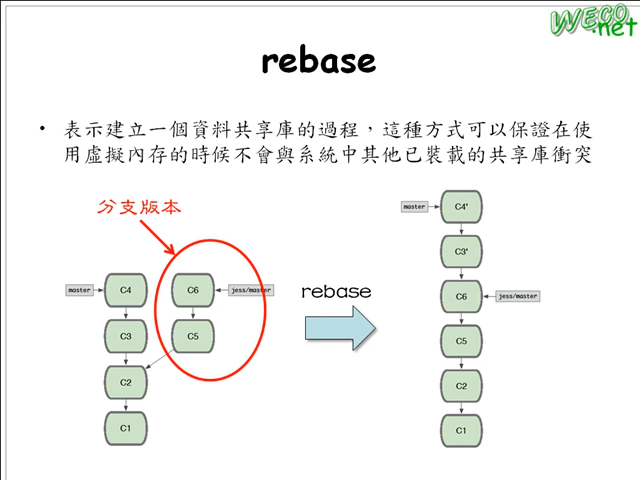 WECO.net
rebase
• 表示建立一個資料共享庫的過程，這種方式可以保證在使
用虛擬內存的時候不會與系統中其他已裝載的共享庫衝突
分支版本
master
C4
C6
jess/master
C3
C5
C2
C1
rebase
master
C4'
C3'
C6
jess/master
C5
C2
C1